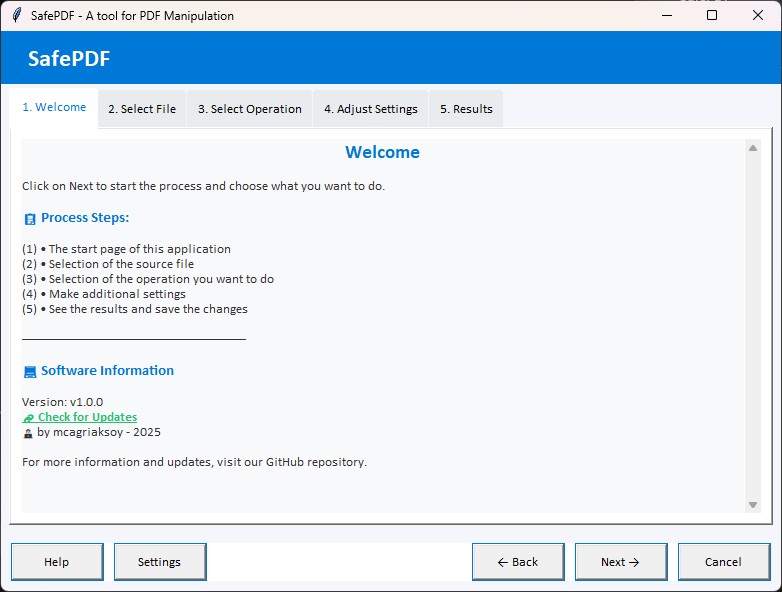 SafePDF - A tool for PDF Manipulation
SafePDF
1. Welcome
2. Select File
3. Select Operation
4. Adjust Settings
5. Results
Welcome
Click on Next to start the process and choose what you want to do.
Process Steps:
(1) • The start page of this application
(2) • Selection of the source file
(3) • Selection of the operation you want to do
(4) • Make additional settings
(5) • See the results and save the changes
Software Information
Version: v1.0.0
Check for Updates
by mcagriaksoy - 2025
For more information and updates, visit our GitHub repository.
Help
Settings
← Back
Next →
Cancel